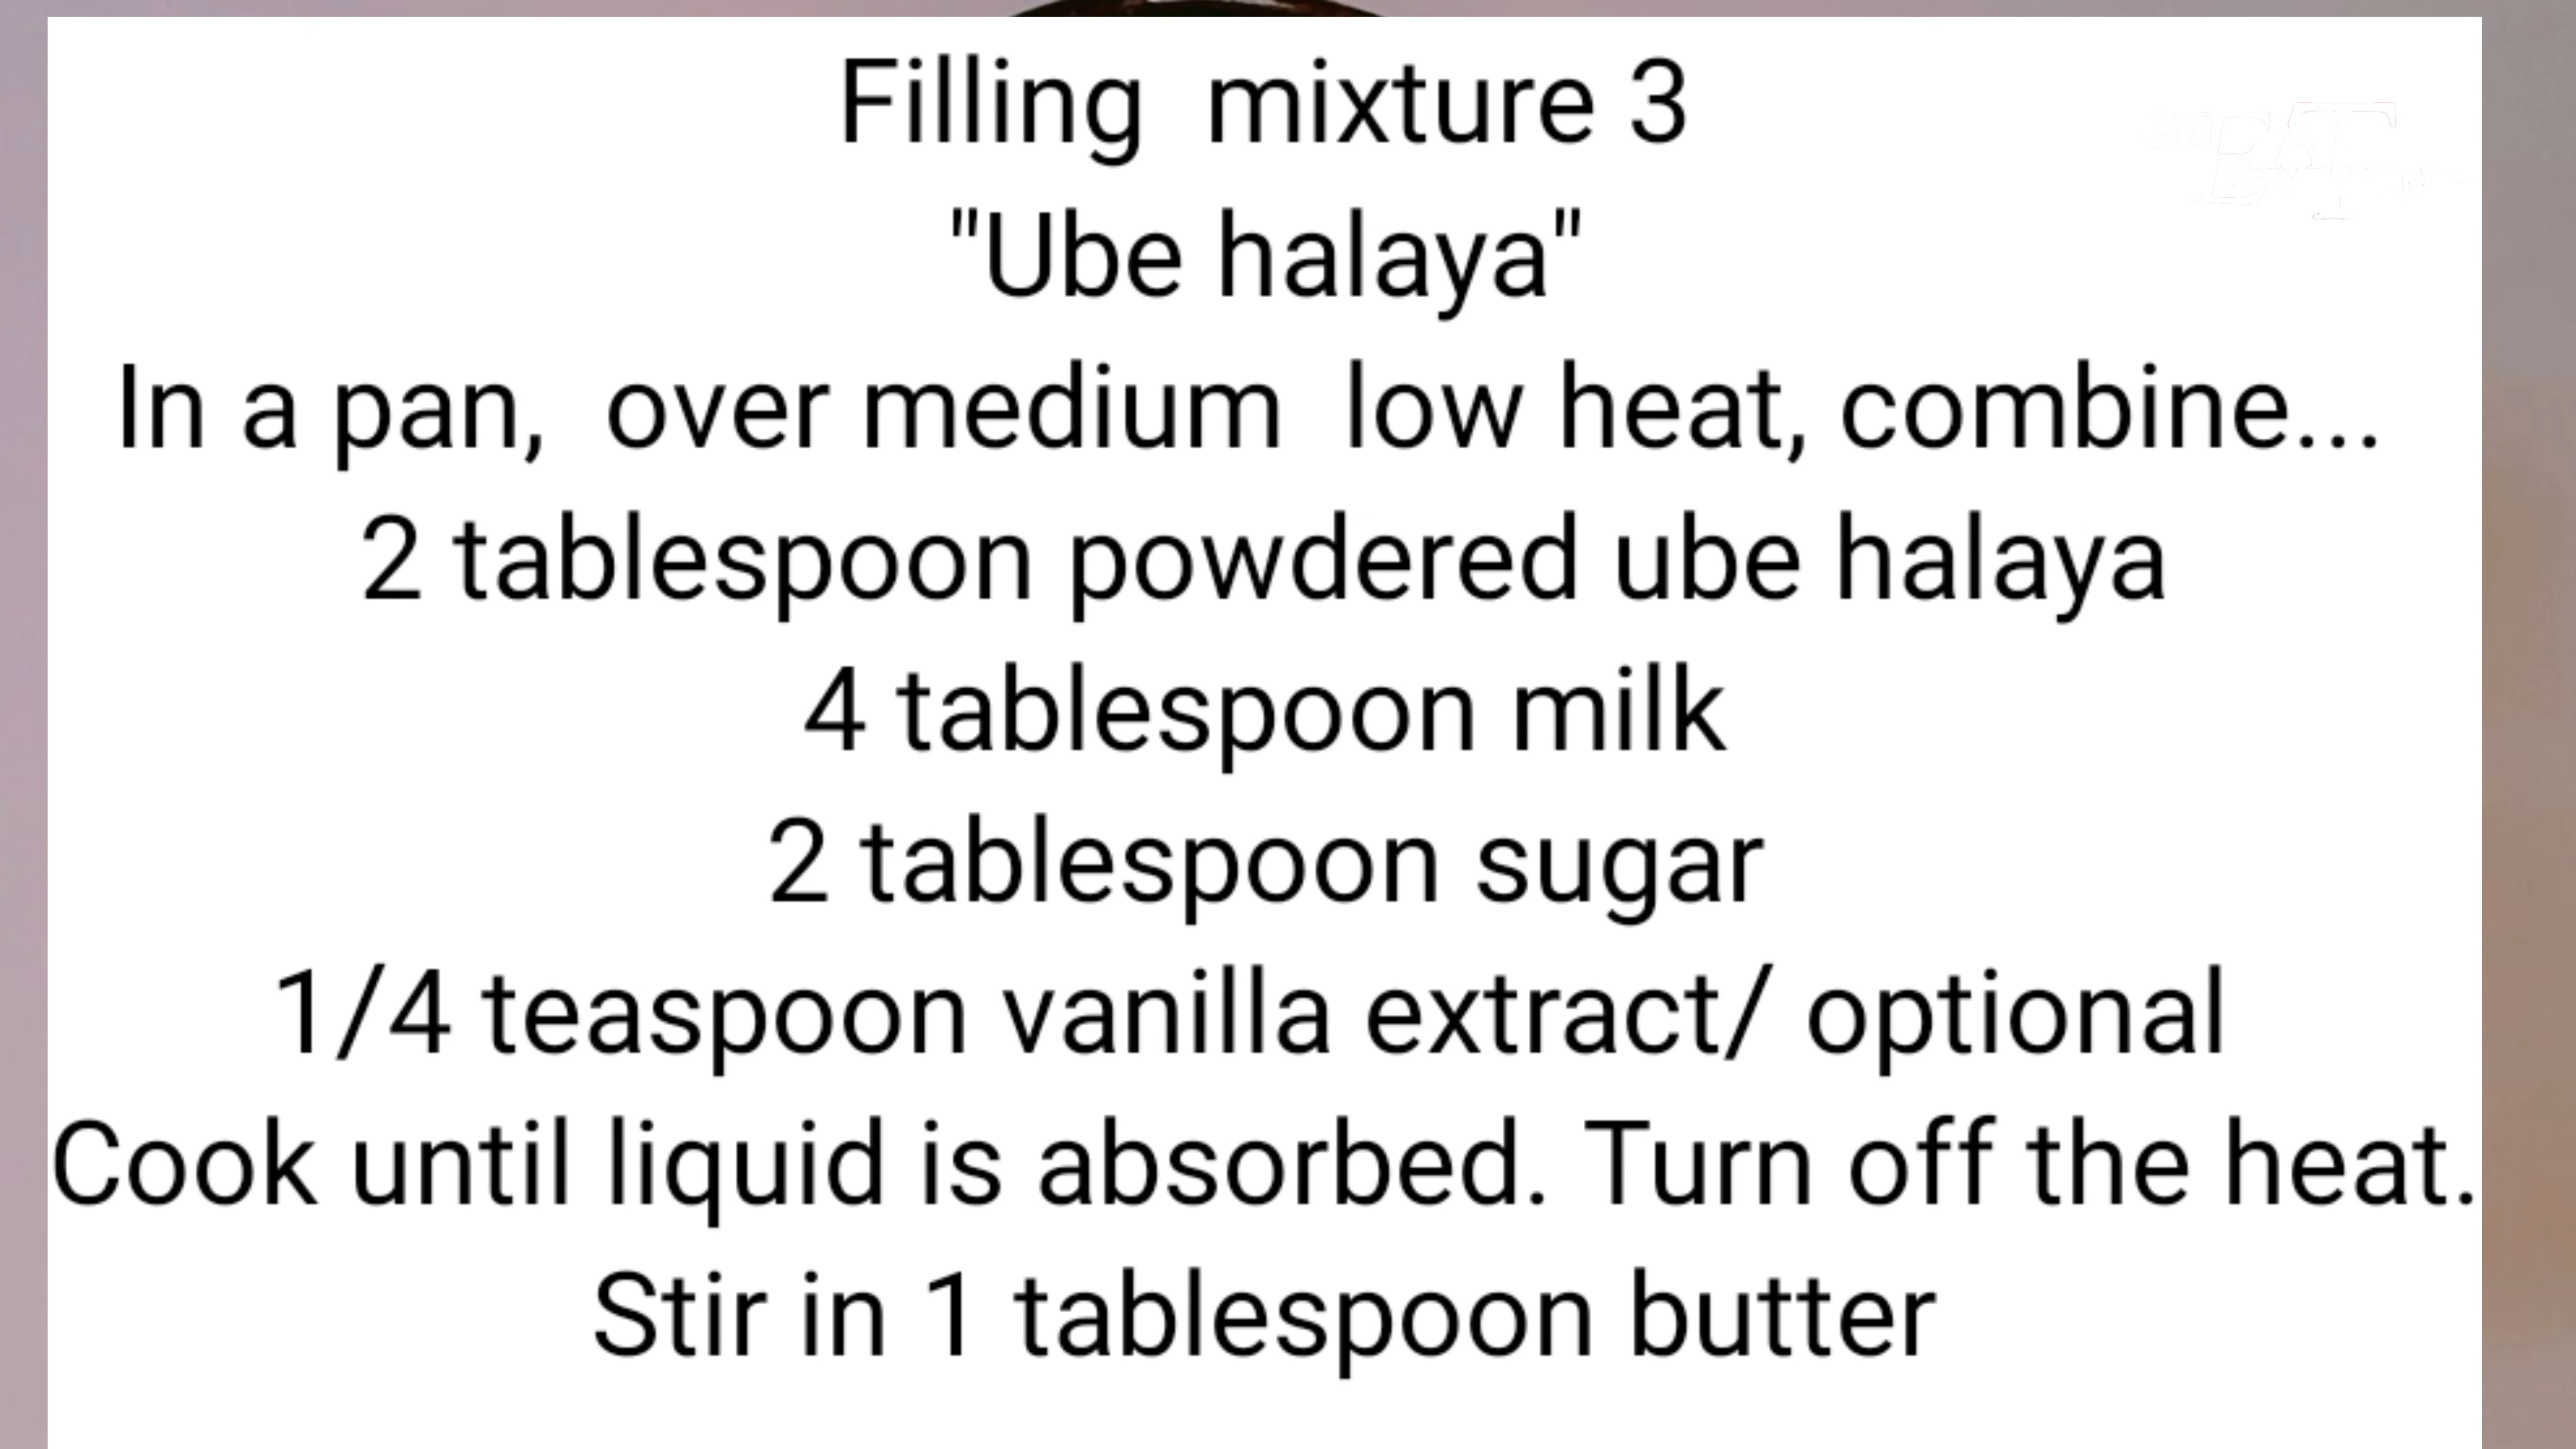 Filling  mixture 3
"Ube halaya"
In a pan,  over medium  low heat, combine...
2 tablespoon powdered ube halaya
4 tablespoon milk
2 tablespoon sugar
1/4 teaspoon vanilla extract/ optional
Cook until liquid is absorbed. Turn off the heat.
Stir in 1 tablespoon butter